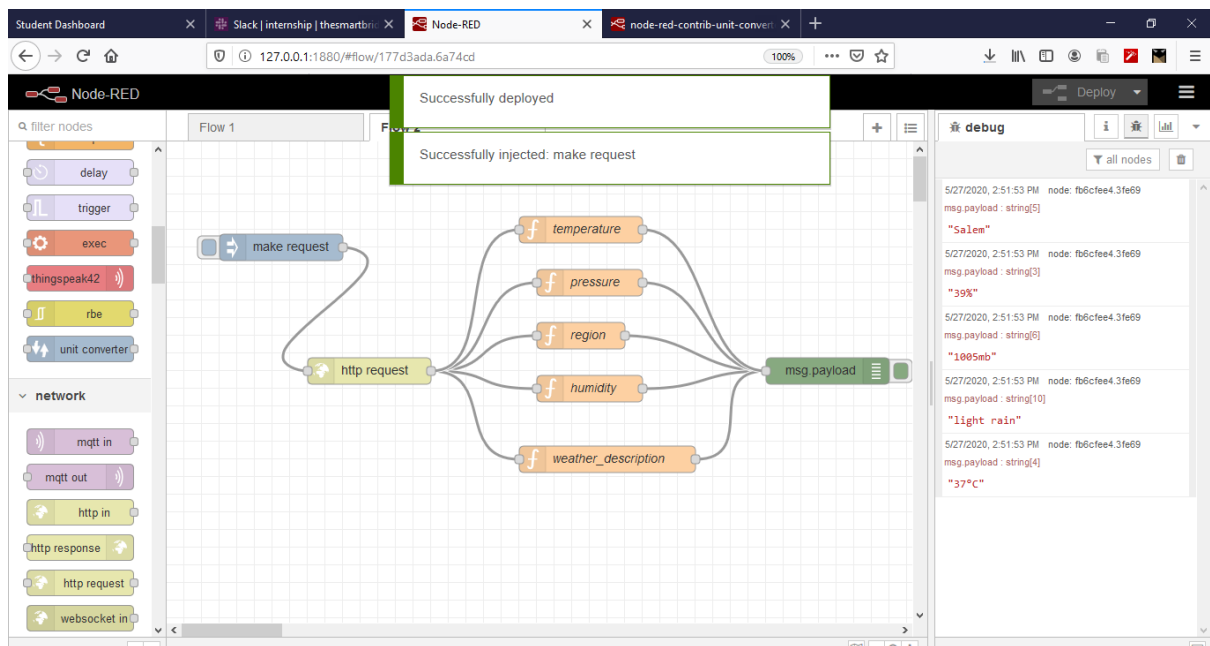 Student Dashboard
Slack | internship | thesmartbri
Node-RED
node-red-contrib-unit-convert
127.0.0.1:1880/#flow/177d3ada.6a74cd
100%
Node-RED
Successfully deployed
Deploy
filter nodes
Flow 1
debug
i
Successfully injected: make request
all nodes
delay
trigger
exec
thingspeak42
rbe
unit converter
network
mqtt in
mqtt out
http in
http response
http request
websocket in
make request
http request
temperature
pressure
region
humidity
weather_description
msg.payload
5/27/2020, 2:51:53 PM node: fb6cfee4.3fe69
msg.payload : string[5]
"Salem"
5/27/2020, 2:51:53 PM node: fb6cfee4.3fe69
msg.payload : string[3]
"39%"
5/27/2020, 2:51:53 PM node: fb6cfee4.3fe69
msg.payload : string[6]
"1005mb"
5/27/2020, 2:51:53 PM node: fb6cfee4.3fe69
msg.payload : string[10]
"light rain"
5/27/2020, 2:51:53 PM node: fb6cfee4.3fe69
msg.payload : string[4]
"37°C"